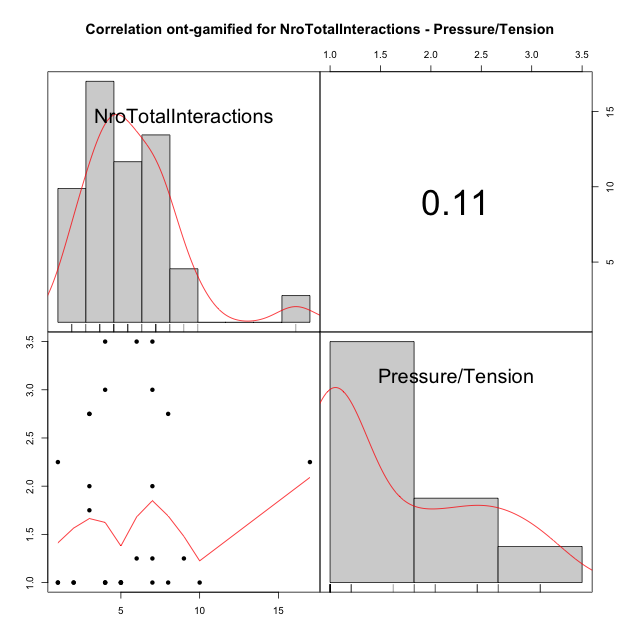 Correlation ont-gamified for NroTotalInteractions - Pressure/Tension
1.0 1.5 2.0 2.5 3.0 3.5
NroTotalInteractions
0.11
15
10
5
3.5
3.0
2.5
2.0
1.5
1.0
Pressure/Tension
5 10 15